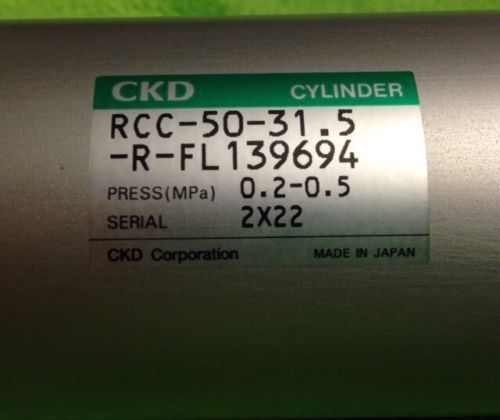 CKD CYLINDER
RCC-50-31.5
-R-FL139694
PRESS(MPa) 0.2-0.5
SERIAL 2X22
CKD Corporation MADE IN JAPAN